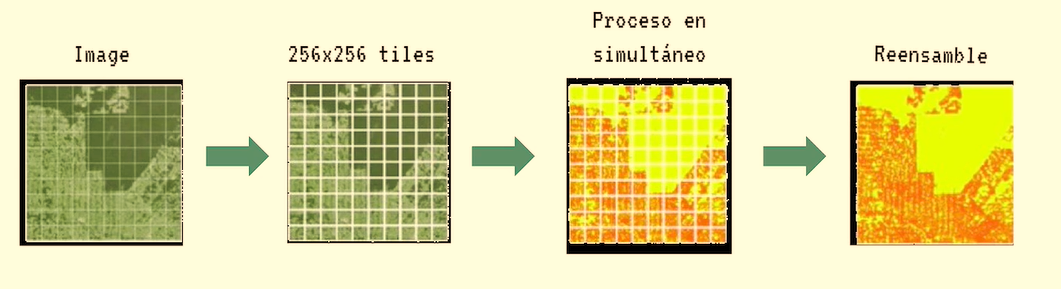 Image
256x256 tiles
Proceso en
simultáneo
Reensamble